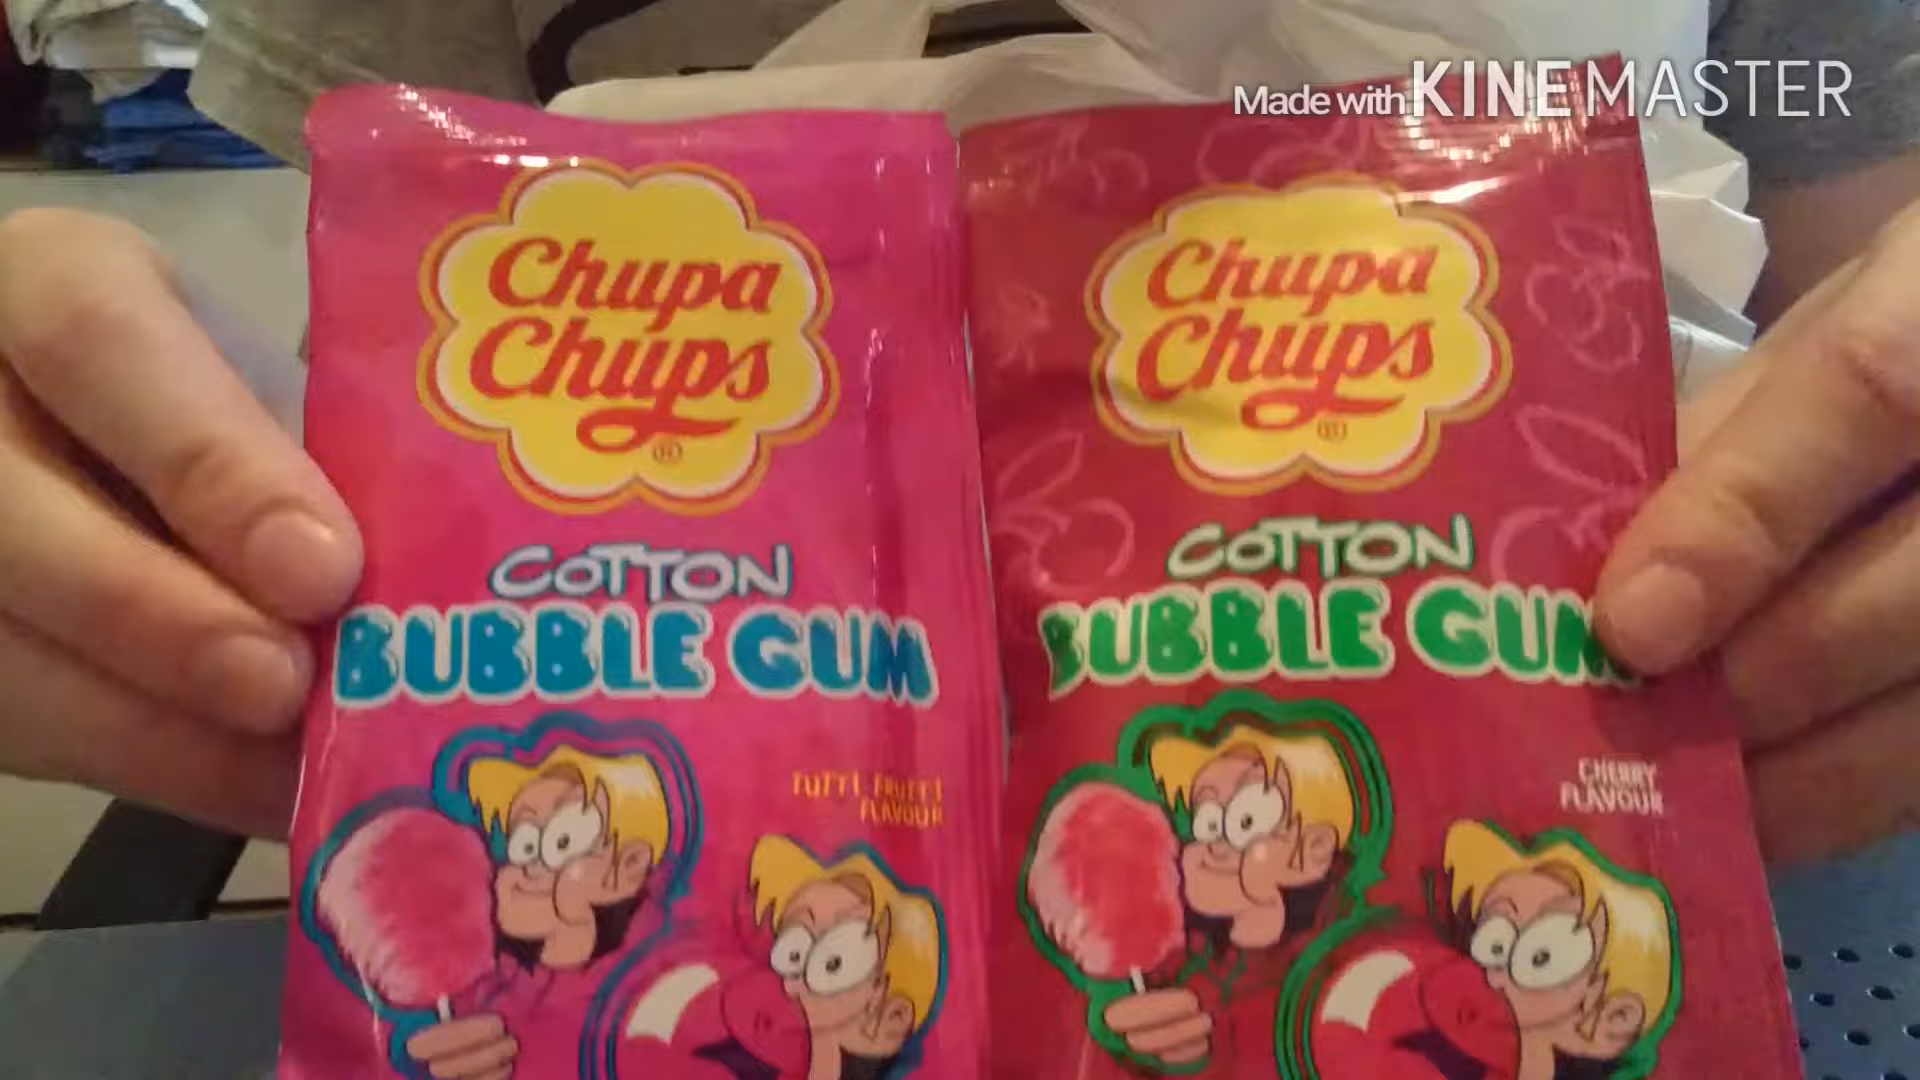 Made with KINEMASTER
Chupa
Chups
®
COTTON
BUBBLE GUM
TUTTI FRUTTI
FLAVOUR
Chupa
Chups
®
COTTON
BUBBLE GUM
CHERRY
FLAVOUR